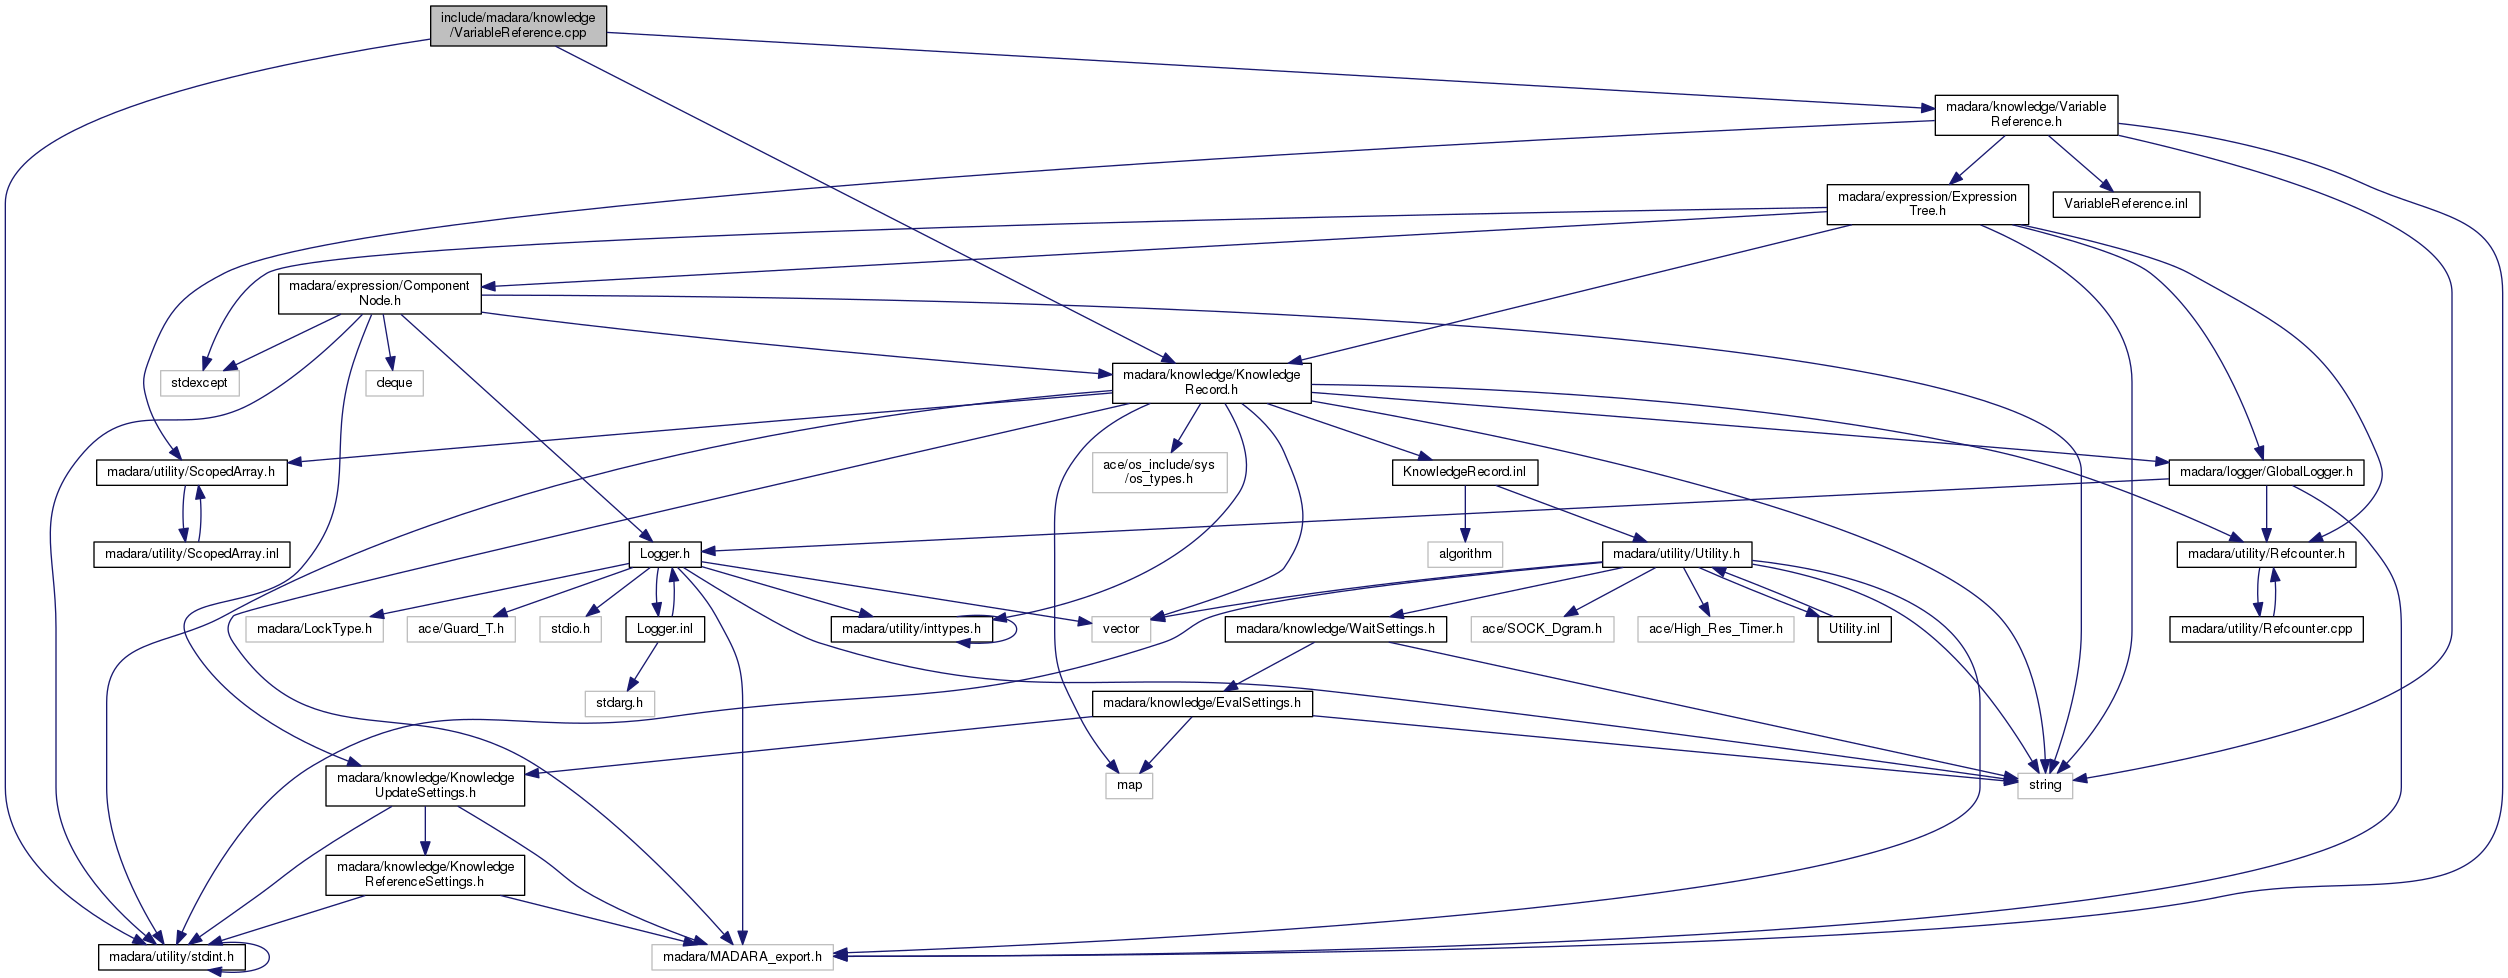 include/madara/knowledge
/VariableReference.cpp
madara/knowledge/Variable
Reference.h
madara/expression/Expression
Tree.h
VariableReference.inl
madara/expression/Component
Node.h
stdexcept
deque
madara/knowledge/Knowledge
Record.h
madara/utility/ScopedArray.h
ace/os_include/sys
/os_types.h
KnowledgeRecord.inl
madara/logger/GlobalLogger.h
madara/utility/ScopedArray.inl
Logger.h
algorithm
madara/utility/Utility.h
madara/utility/Refcounter.h
madara/LockType.h
ace/Guard_T.h
stdio.h
Logger.inl
madara/utility/inttypes.h
vector
madara/knowledge/WaitSettings.h
ace/SOCK_Dgram.h
ace/High_Res_Timer.h
Utility.inl
madara/utility/Refcounter.cpp
stdarg.h
madara/knowledge/EvalSettings.h
madara/knowledge/Knowledge
UpdateSettings.h
map
string
madara/knowledge/Knowledge
ReferenceSettings.h
madara/utility/stdint.h
madara/MADARA_export.h